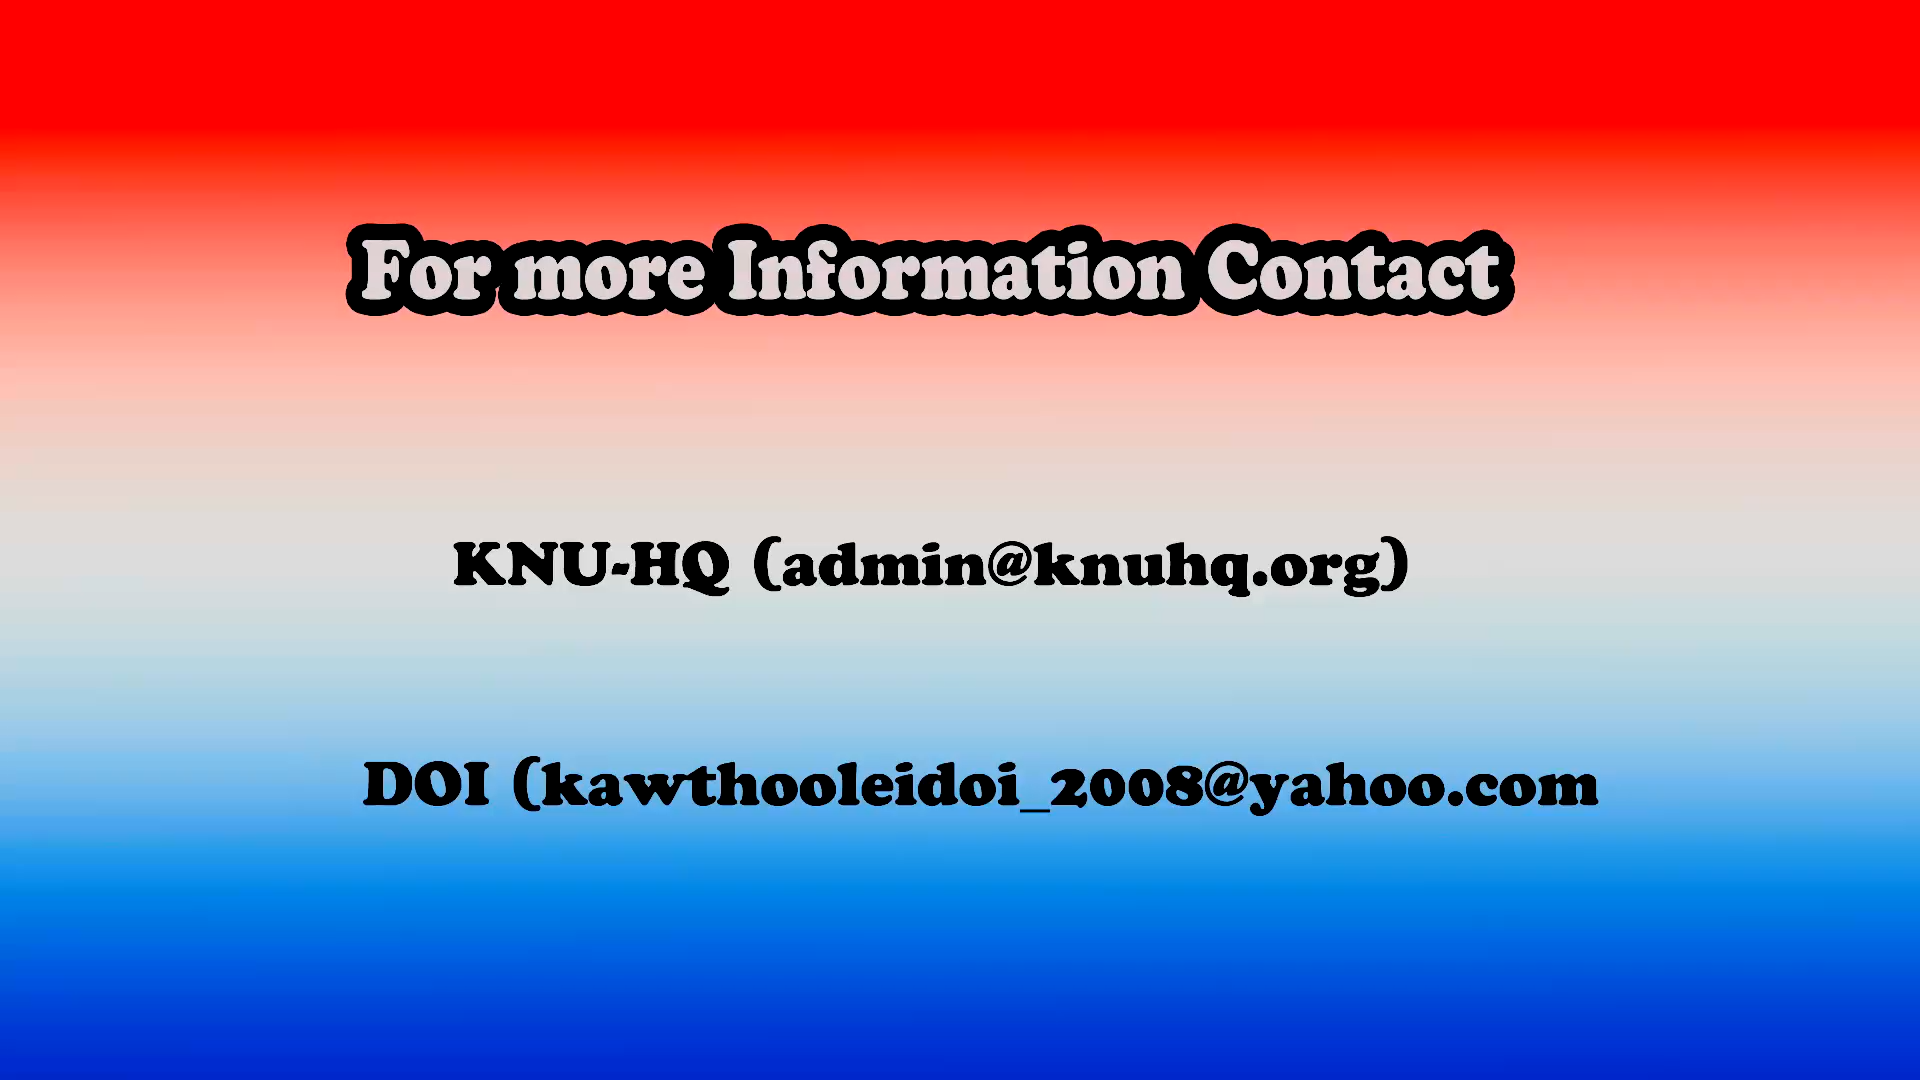 For more Information Contact
KNU-HQ (admin@knuhq.org)
DOI (kawthooleidoi_2008@yahoo.com